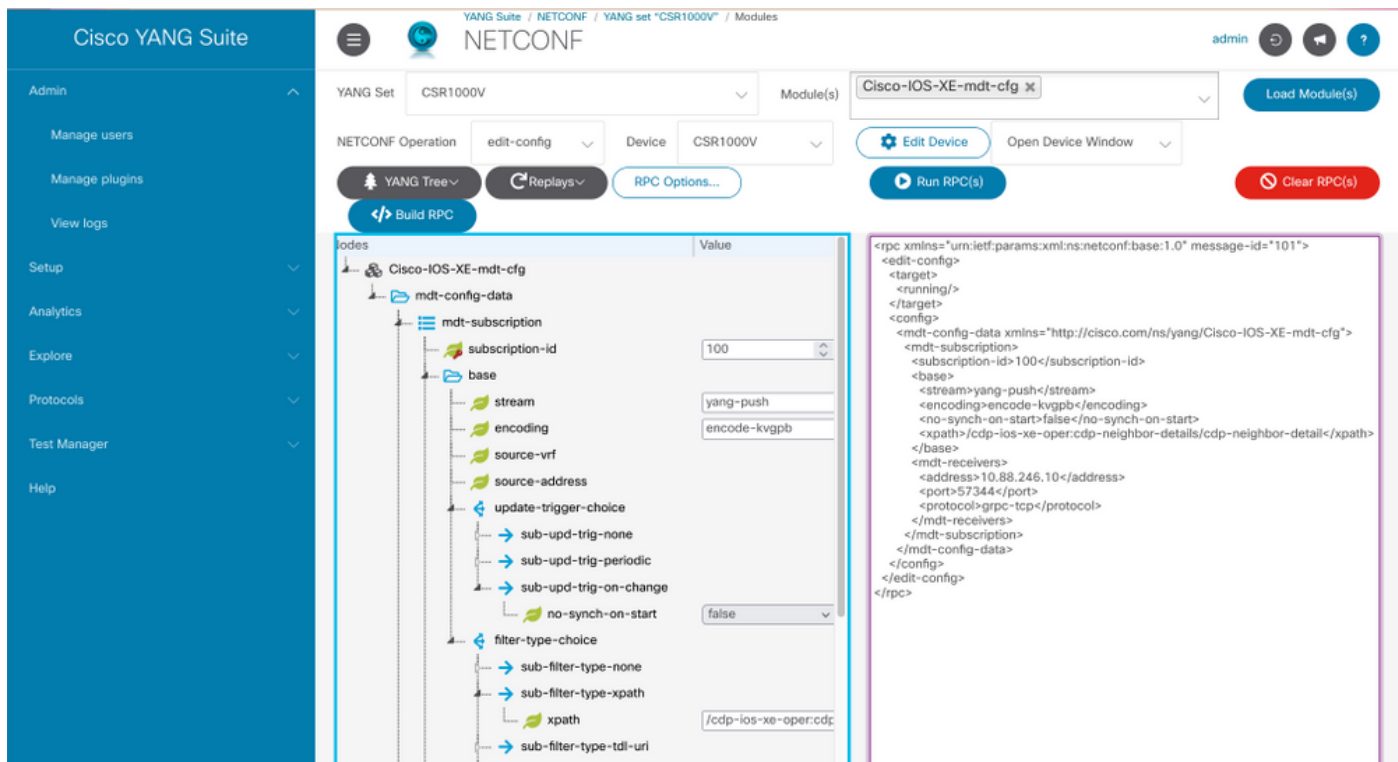 Cisco YANG Suite
YANG Suite / NETCONF / YANG set "CSR1000V" / Modules
NETCONF
admin
?
Admin
Manage users
Manage plugins
View logs
Setup
Analytics
Explore
Protocols
Test Manager
Help
YANG Set CSR1000V Module(s) Cisco-IOS-XE-mdt-cfg Load Module(s)
NETCONF Operation edit-config Device CSR1000V Edit Device Open Device Window
YANG Tree Replays RPC Options... Run RPC(s) Clear RPC(s)
</> Build RPC
lodes Value
Cisco-IOS-XE-mdt-cfg
mdt-config-data
mdt-subscription
subscription-id 100
base
stream yang-push
encoding encode-kvgpb
source-vrf
source-address
update-trigger-choice
sub-upd-trig-none
sub-upd-trig-periodic
sub-upd-trig-on-change
no-synch-on-start false
filter-type-choice
sub-filter-type-none
sub-filter-type-xpath
xpath /cdp-ios-xe-oper:cdp
sub-filter-type-tdl-uri
<rpc xmlns="urn:ietf:params:xml:ns:netconf:base:1.0" message-id="101">
<edit-config>
<target>
<running/>
</target>
<config>
<mdt-config-data xmlns="http://cisco.com/ns/yang/Cisco-IOS-XE-mdt-cfg">
<mdt-subscription>
<subscription-id>100</subscription-id>
<base>
<stream>yang-push</stream>
<encoding>encode-kvgpb</encoding>
<no-synch-on-start>false</no-synch-on-start>
<xpath>/cdp-ios-xe-oper:cdp-neighbor-details/cdp-neighbor-detail</xpath>
</base>
<mdt-receivers>
<address>10.88.246.10</address>
<port>57344</port>
<protocol>grpc-tcp</protocol>
</mdt-receivers>
</mdt-subscription>
</mdt-config-data>
</config>
</edit-config>
</rpc>